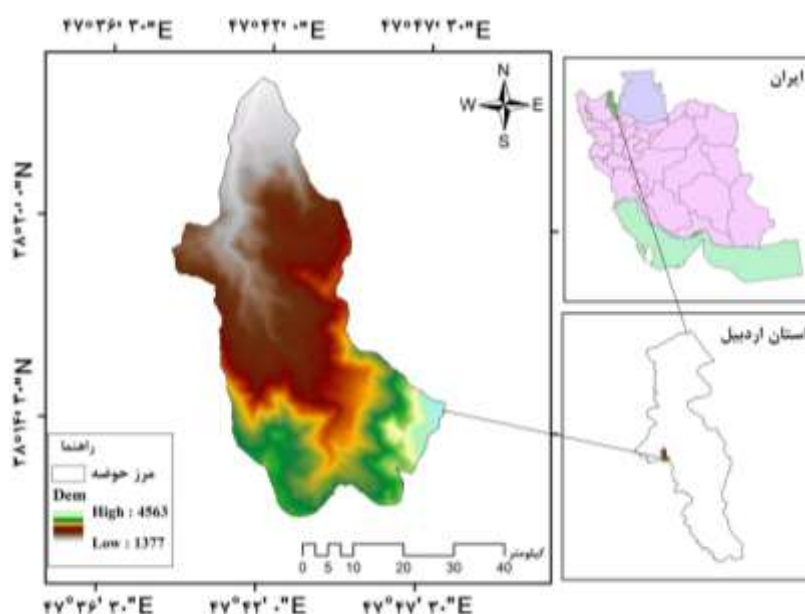 ۴۷°۳۶' ۳۰"E
۴۷°۴۲' ۰"E
۴۷°۴۷' ۳۰"E
ایران
N
W
E
S
۳۸°۲۰' ۰"N
۳۸°۱۴' ۳۰"N
استان اردبیل
راهنما
مرز حوضه
Dem
High : 4563
Low : 1377
کیلومتر
0 5 10 20 30 40
۴۷°۳۶' ۳۰"E
۴۷°۴۲' ۰"E
۴۷°۴۷' ۳۰"E